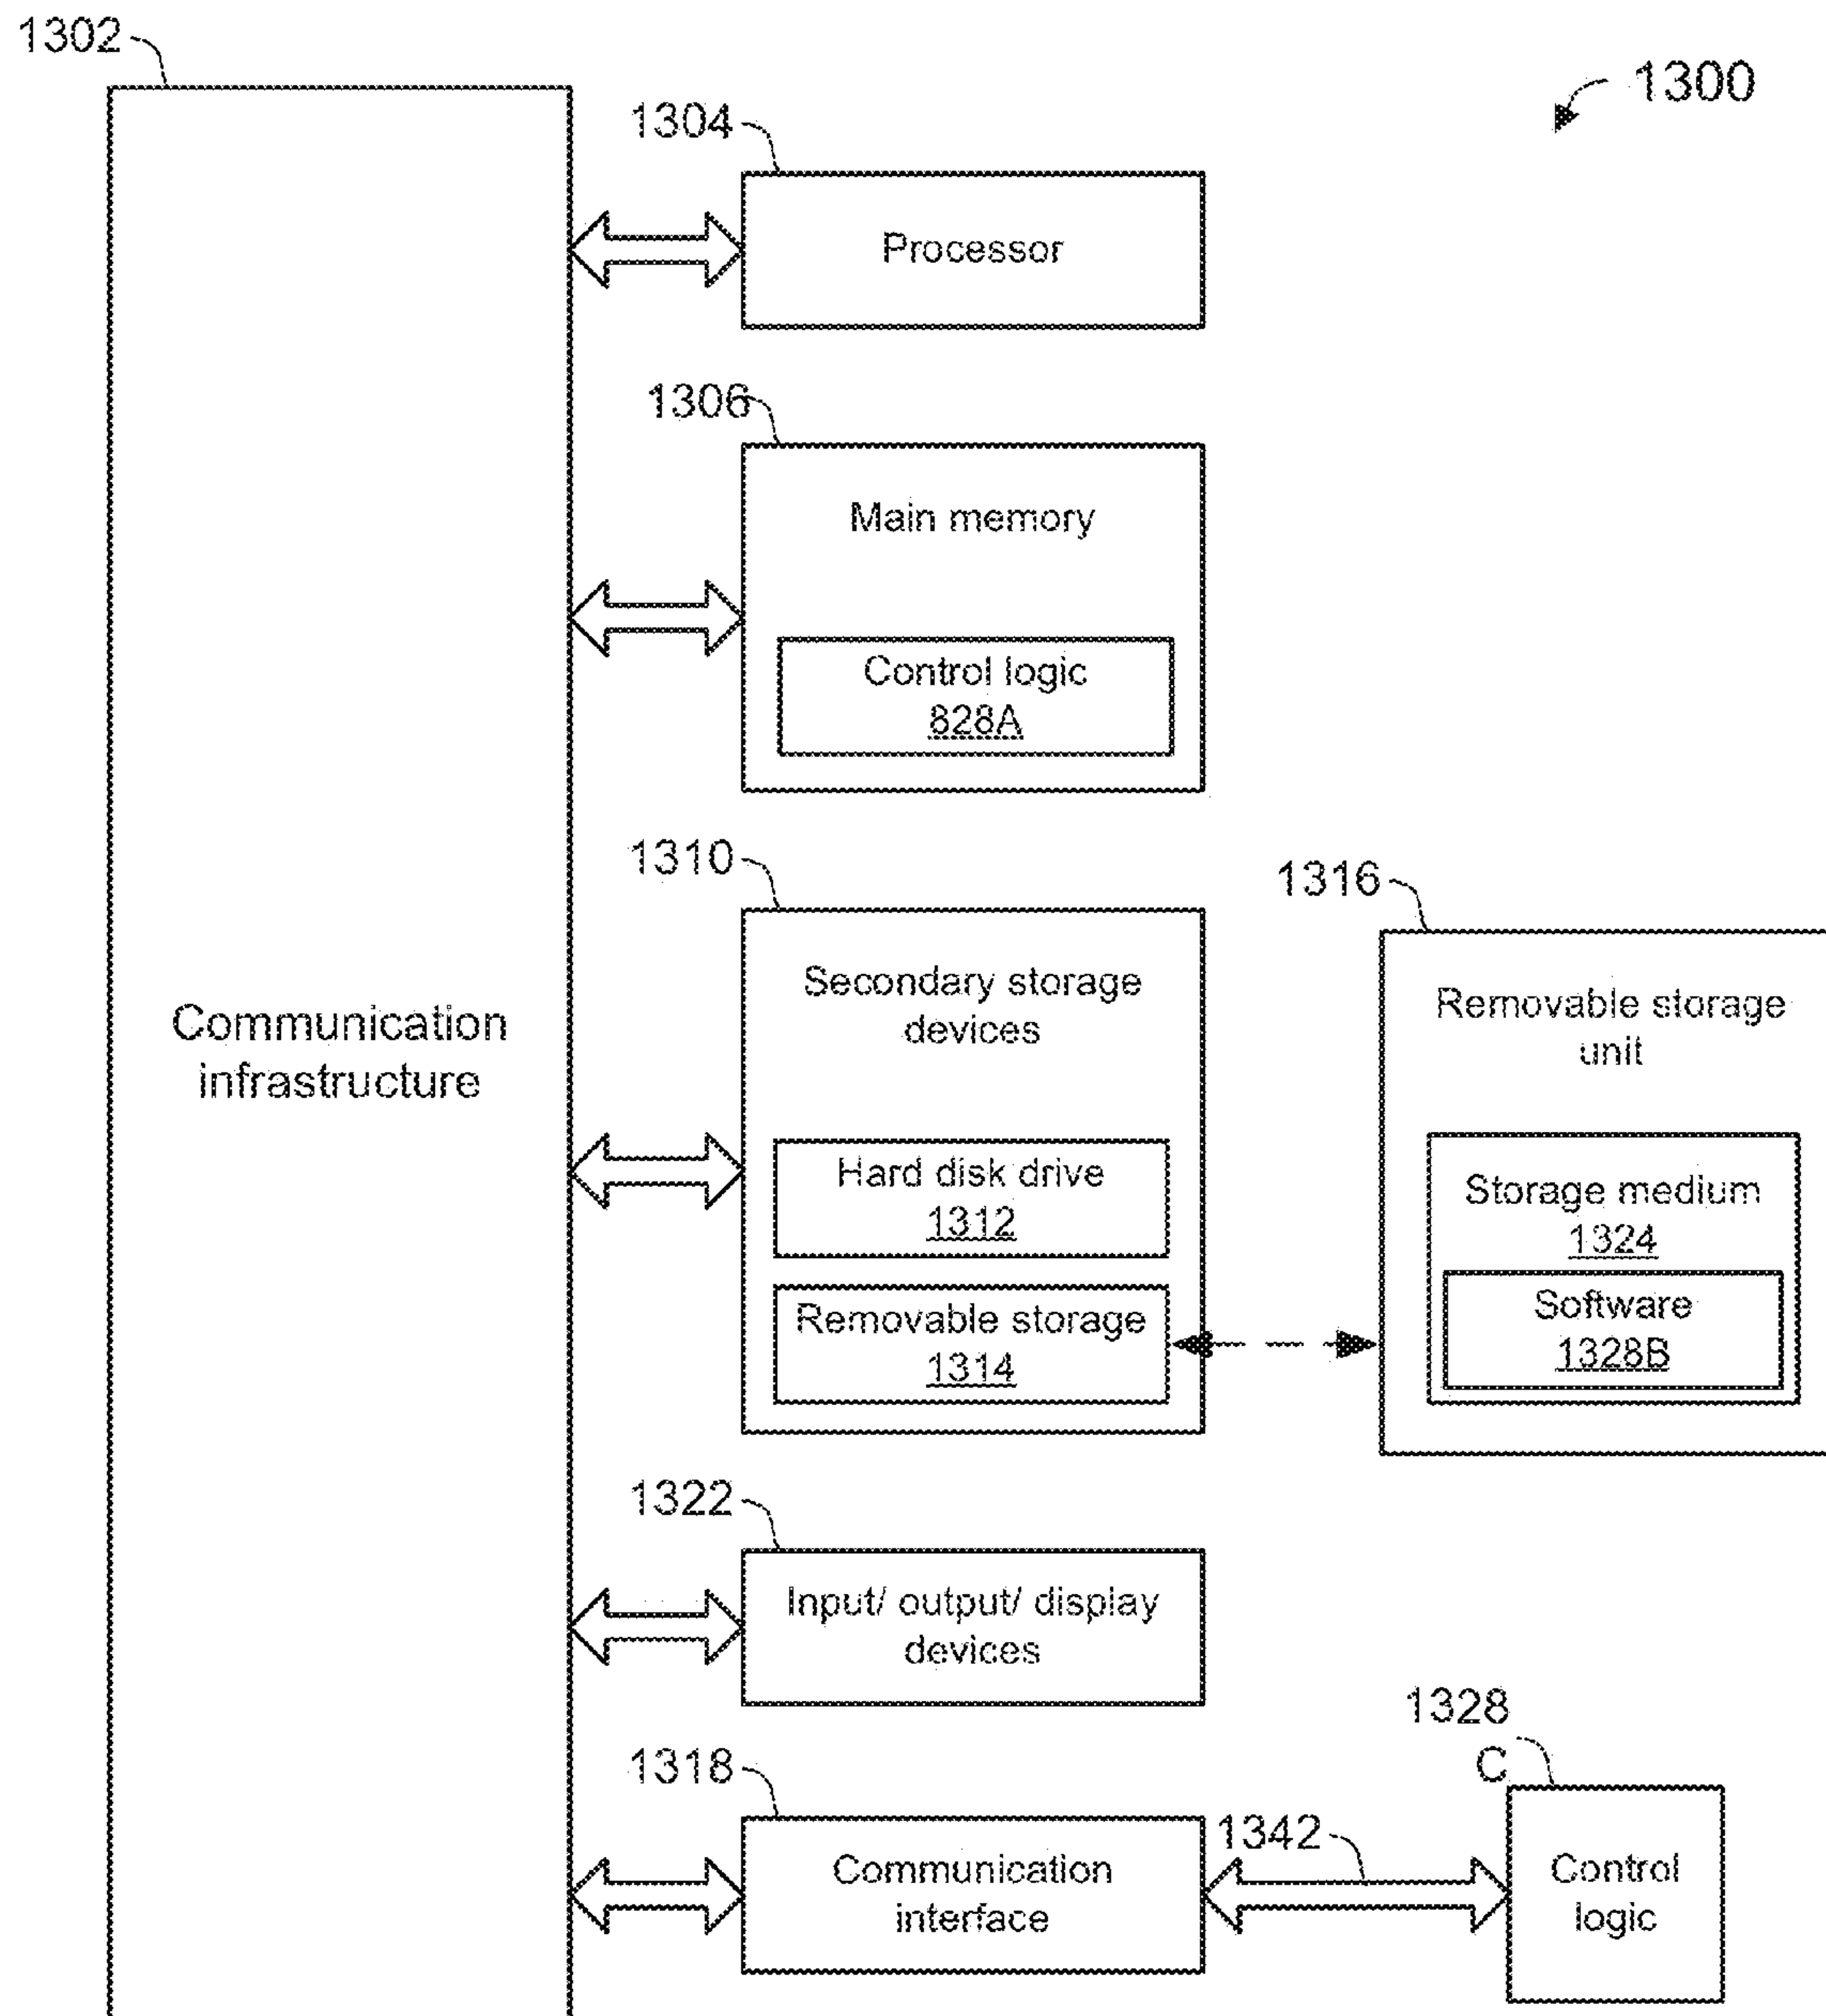 1302
1300
1304
Processor
1306
Main memory
Control logic
828A
1310
1316
Secondary storage
devices
Removable storage
unit
Communication
infrastructure
Hard disk drive
1312
Storage medium
1324
Removable storage
1314
Software
1328B
1322
Input/ output/ display
devices
1328
C
1318
1342
Communication
interface
Control
logic